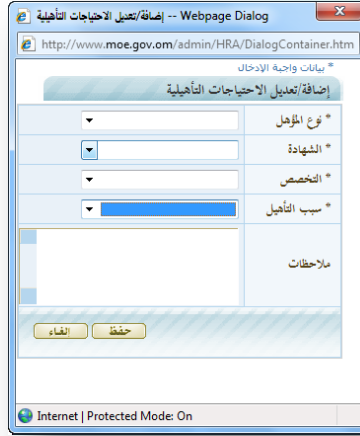 إضافة/تعديل الاحتياجات التأهيلية -- Webpage Dialog
http://www.moe.gov.om/admin/HRA/DialogContainer.htm
* بيانات واجبة الإدخال
إضافة/تعديل الاحتياجات التأهيلية
* نوع المؤهل
* الشهادة
* التخصص
* سبب التأهيل
ملاحظات
حفظ الغاء
Internet | Protected Mode: On